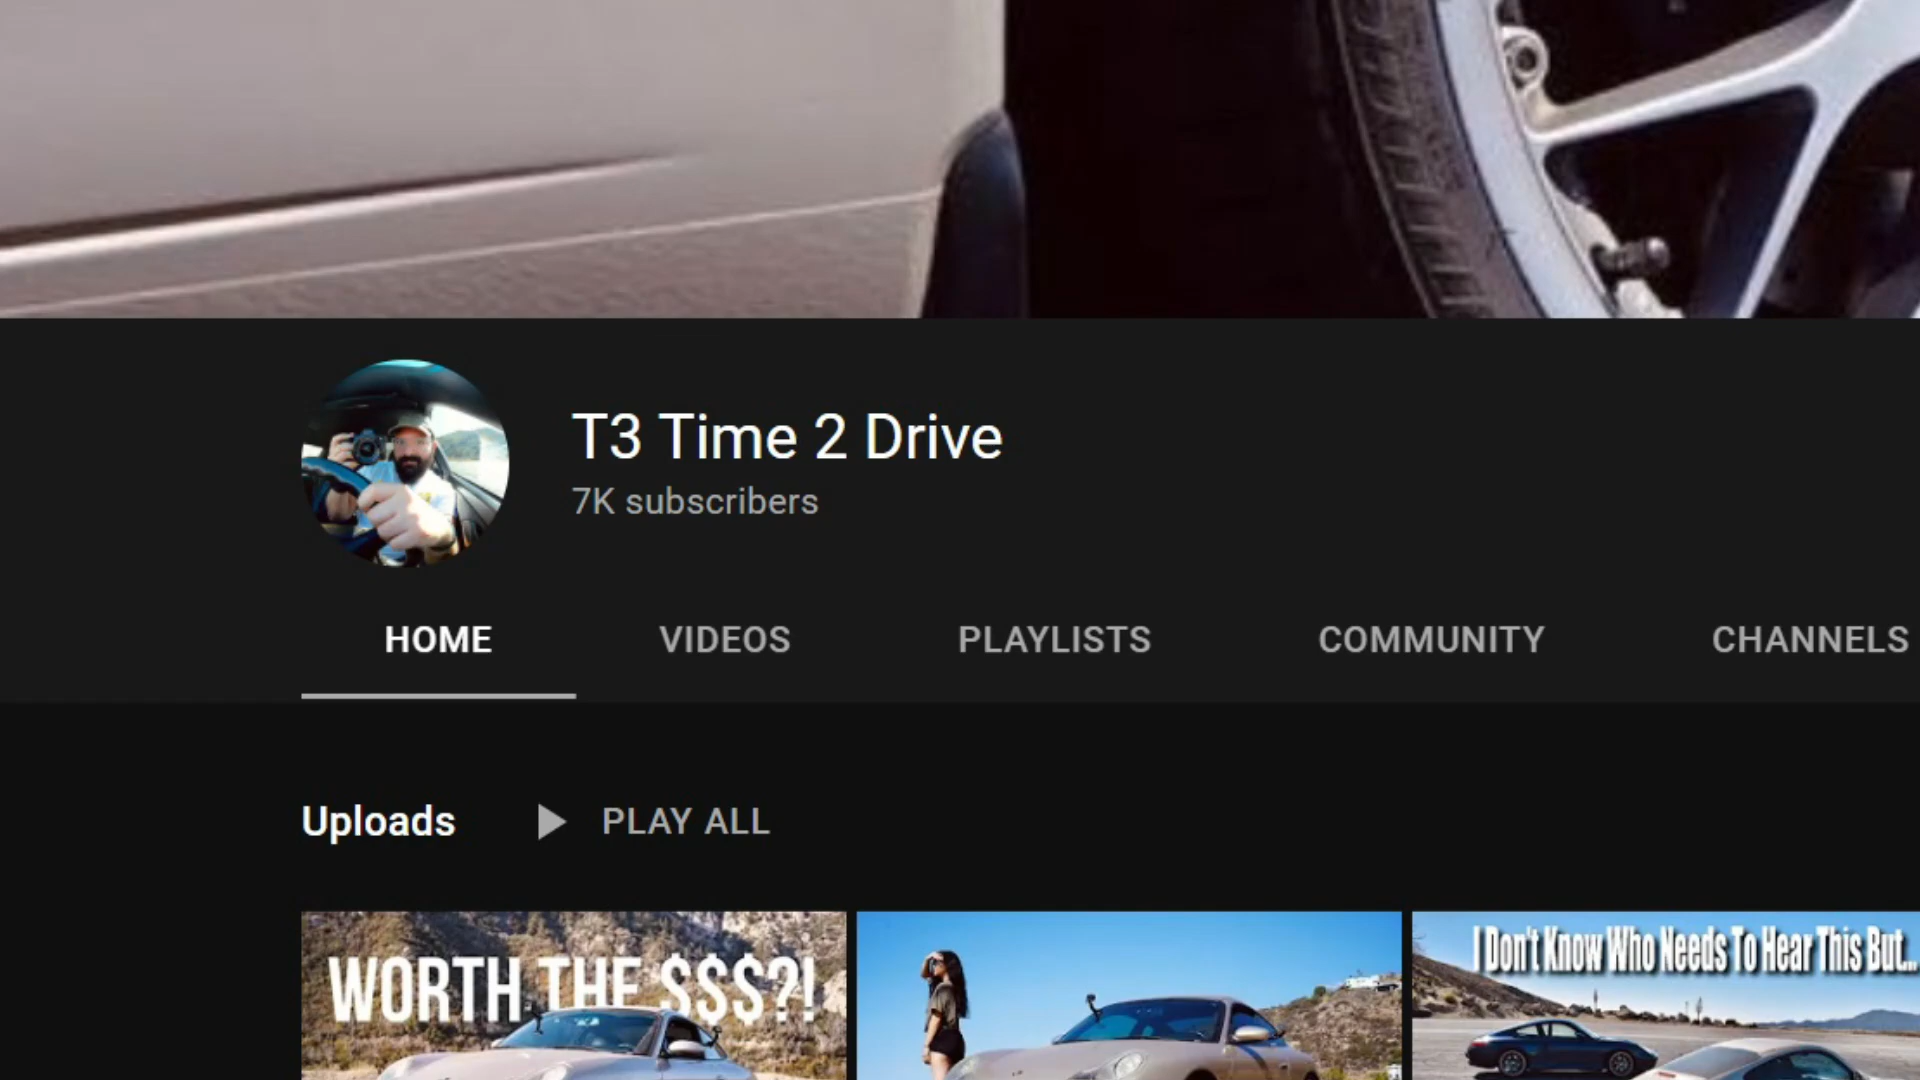 T3 Time 2 Drive
7K subscribers
HOME VIDEOS PLAYLISTS COMMUNITY CHANNELS
Uploads PLAY ALL
WORTH THE $$$?!
I Don't Know Who Needs To Hear This But...